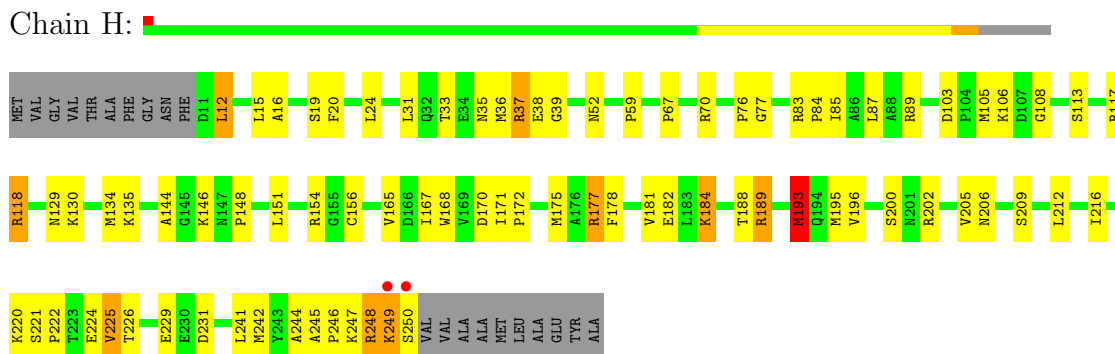 Chain H:
MET VAL GLY VAL THR ALA PHE GLY ASN PHE D11 L12 L15 A16 S19 F20 L24 L31 Q32 T33 E34 N35 M36 R37 E38 G39 N52 P59 P67 R70 P76 G77 R83 P84 I85 A86 L87 A88 R89 D103 P104 M105 K106 D107 G108 S113 R117
R118 N129 K130 M134 K135 A144 G145 K146 N147 P148 L151 R154 G155 C156 V165 D166 I167 W168 V169 D170 I171 P172 M175 A176 R177 F178 V181 E182 L183 K184 T188 R189 M193 Q194 M195 V196 S200 N201 R202 V205 N206 S209 L212 I216
K220 S221 P222 T223 E224 V225 T226 E229 E230 D231 L241 M242 Y243 A244 A245 P246 K247 R248 K249 S250 VAL VAL ALA ALA MET LEU ALA GLU TYR ALA